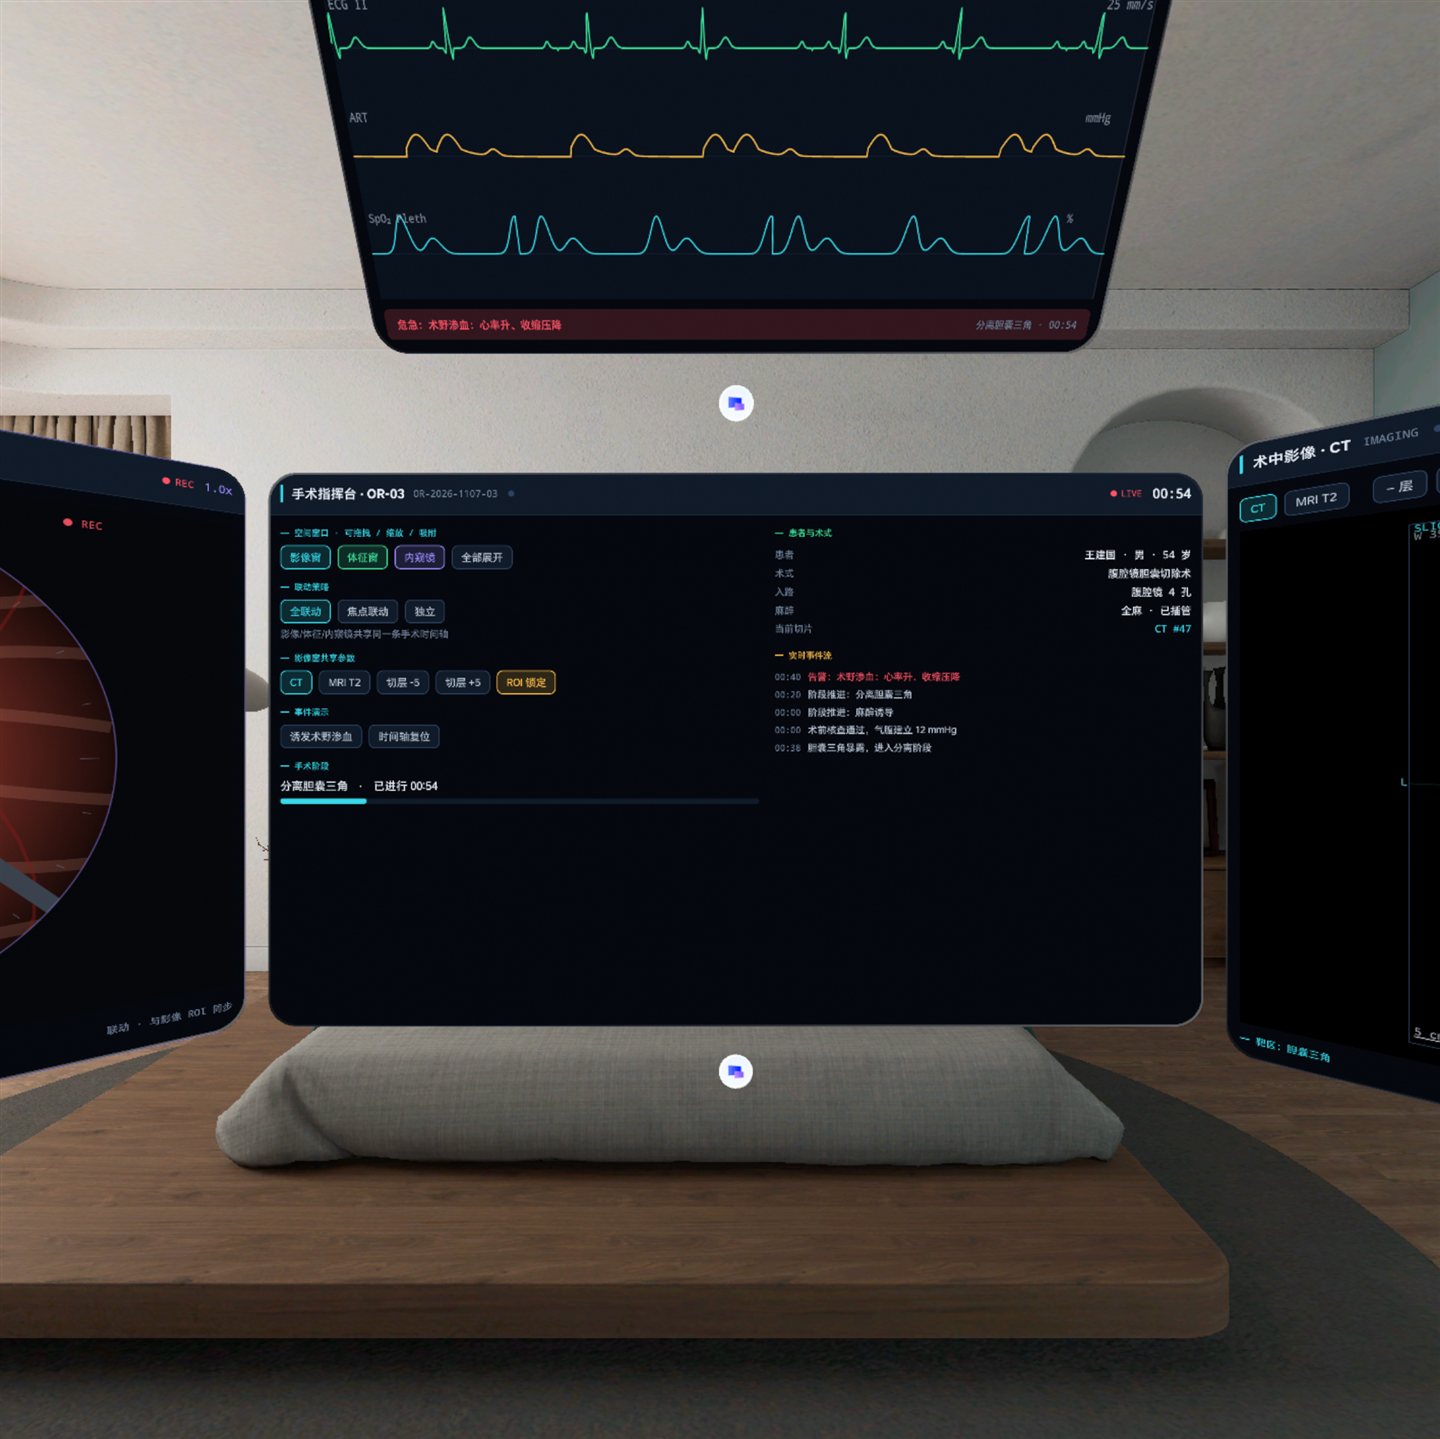 ECG II
25 mm/s
ART
mmHg
SpO₂ Pleth
%
危急: 术野渗血: 心率升、收缩压降
分离胆囊三角 · 00:54
REC 1.0x
REC
联动 · 与影像 ROI 同步
手术指挥台 · OR-03 OR-2026-1107-03
LIVE 00:54
空间窗口 · 可拖拽 / 缩放 / 吸附
影像窗 体征窗 内窥镜 全部展开
联动策略
全联动 焦点联动 独立
影像/体征/内窥镜共享同一条手术时间轴
影像窗共享参数
CT MRI T2 切层 -5 切层 +5 ROI 锁定
事件演示
诱发术野渗血 时间轴复位
手术阶段
分离胆囊三角 · 已进行 00:54
患者与术式
患者 王建国 · 男 · 54 岁
术式 腹腔镜胆囊切除术
入路 腹腔镜 4 孔
麻醉 全麻 · 已插管
当前切片 CT #47
实时事件流
00:40 告警: 术野渗血: 心率升、收缩压降
00:20 阶段推进: 分离胆囊三角
00:00 阶段推进: 麻醉诱导
00:00 术前核查通过, 气腹建立 12 mmHg
00:38 胆囊三角暴露, 进入分离阶段
术中影像 · CT IMAGING
CT MRI T2 - 层
L
靶区: 胆囊三角